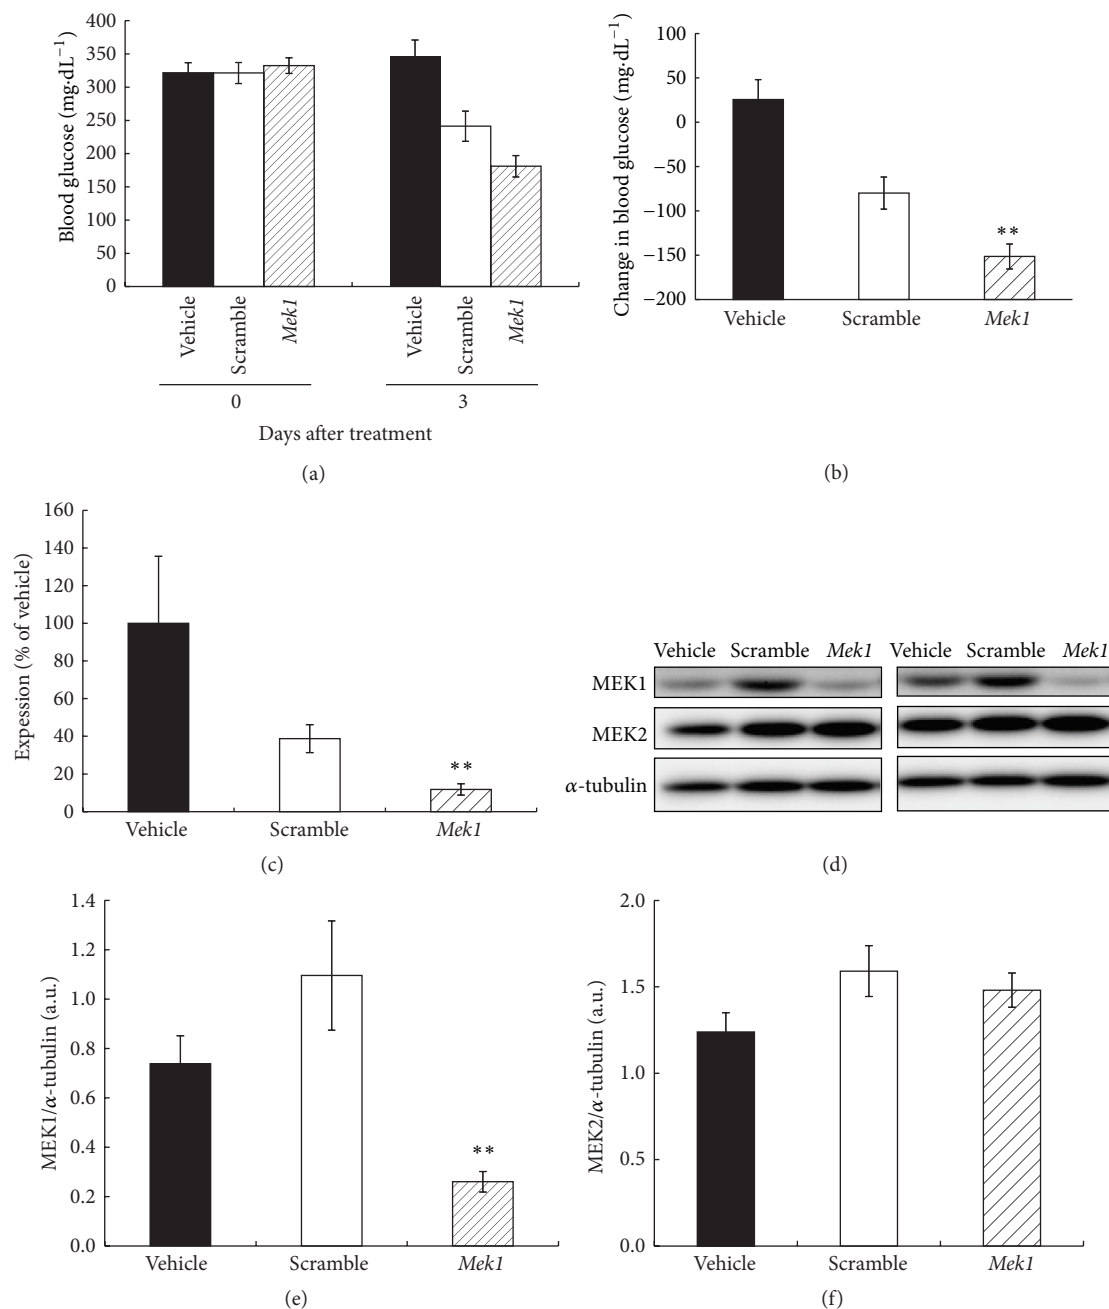 Blood glucose (mg·dL⁻¹)
400
350
300
250
200
150
100
50
0
Vehicle
Scramble
Mek1
Vehicle
Scramble
Mek1
0
3
Days after treatment
(a)
Change in blood glucose (mg·dL⁻¹)
100
50
0
−50
−100
−150
−200
**
Vehicle Scramble Mek1
(b)
Expession (% of vehicle)
160
140
120
100
80
60
40
20
0
**
Vehicle Scramble Mek1
(c)
Vehicle Scramble Mek1 Vehicle Scramble Mek1
MEK1
MEK2
α-tubulin
(d)
MEK1/α-tubulin (a.u.)
1.4
1.2
1.0
0.8
0.6
0.4
0.2
0.0
**
Vehicle Scramble Mek1
(e)
MEK2/α-tubulin (a.u.)
2.0
1.5
1.0
0.5
0.0
Vehicle Scramble Mek1
(f)